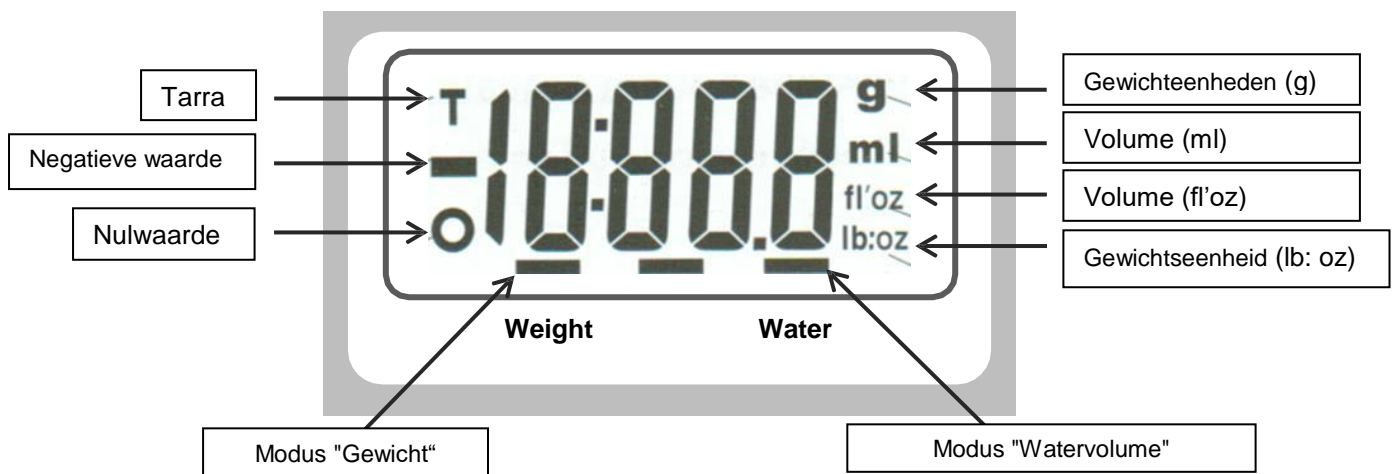 Tarra
Negatieve waarde
Nulwaarde
T
18:888.8
g
ml
fl'oz
lb:oz
Gewichteenheden (g)
Volume (ml)
Volume (fl’oz)
Gewichtseenheid (lb: oz)
Weight Water
Modus "Gewicht“
Modus "Watervolume"